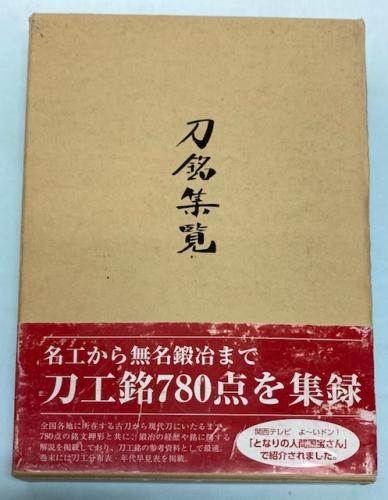 刀銘集覧
名工から無名鍛冶まで
刀工銘780点を集録
全国各地に所在する古刀から現代刀にいたるまで、
780点の銘文押形と共に、鍛冶の経歴や銘に関する
解説を掲載しており、刀工銘の参考資料として最適。
巻末には刀工分布表・年代早見表を掲載。
関西テレビ よ〜いドン!
「となりの人間国宝さん」
で紹介されました。